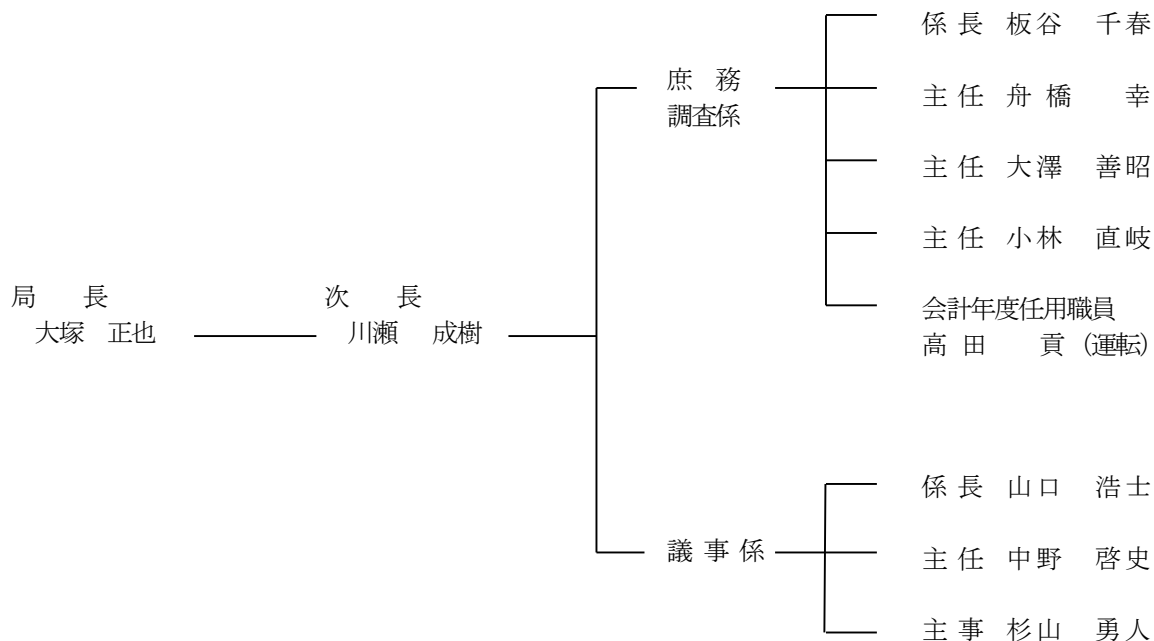 局　長
大塚　正也
次　長
川瀬　成樹
庶　務
調査係
係長　板谷　千春
主任　舟橋　幸
主任　大澤　善昭
主任　小林　直岐
会計年度任用職員
高田　貢（運転）
議事係
係長　山口　浩士
主任　中野　啓史
主事　杉山　勇人